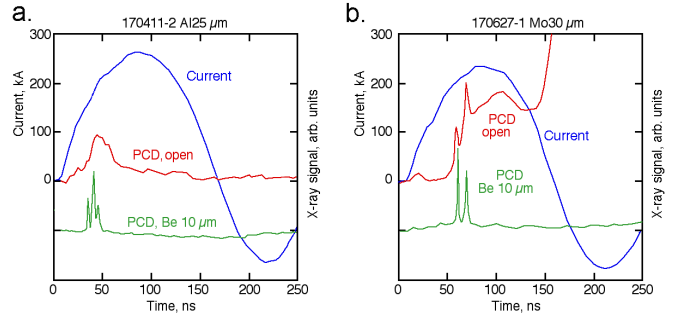 a.
170411-2 Al25 µm
300
200
100
0
Current, kA
Current
PCD, open
PCD, Be 10 µm
X-ray signal, arb. units
0 50 100 150 200 250
Time, ns
b.
170627-1 Mo30 µm
300
200
100
0
Current, kA
PCD
open
Current
PCD
Be 10 µm
X-ray signal, arb. units
0 50 100 150 200 250
Time, ns